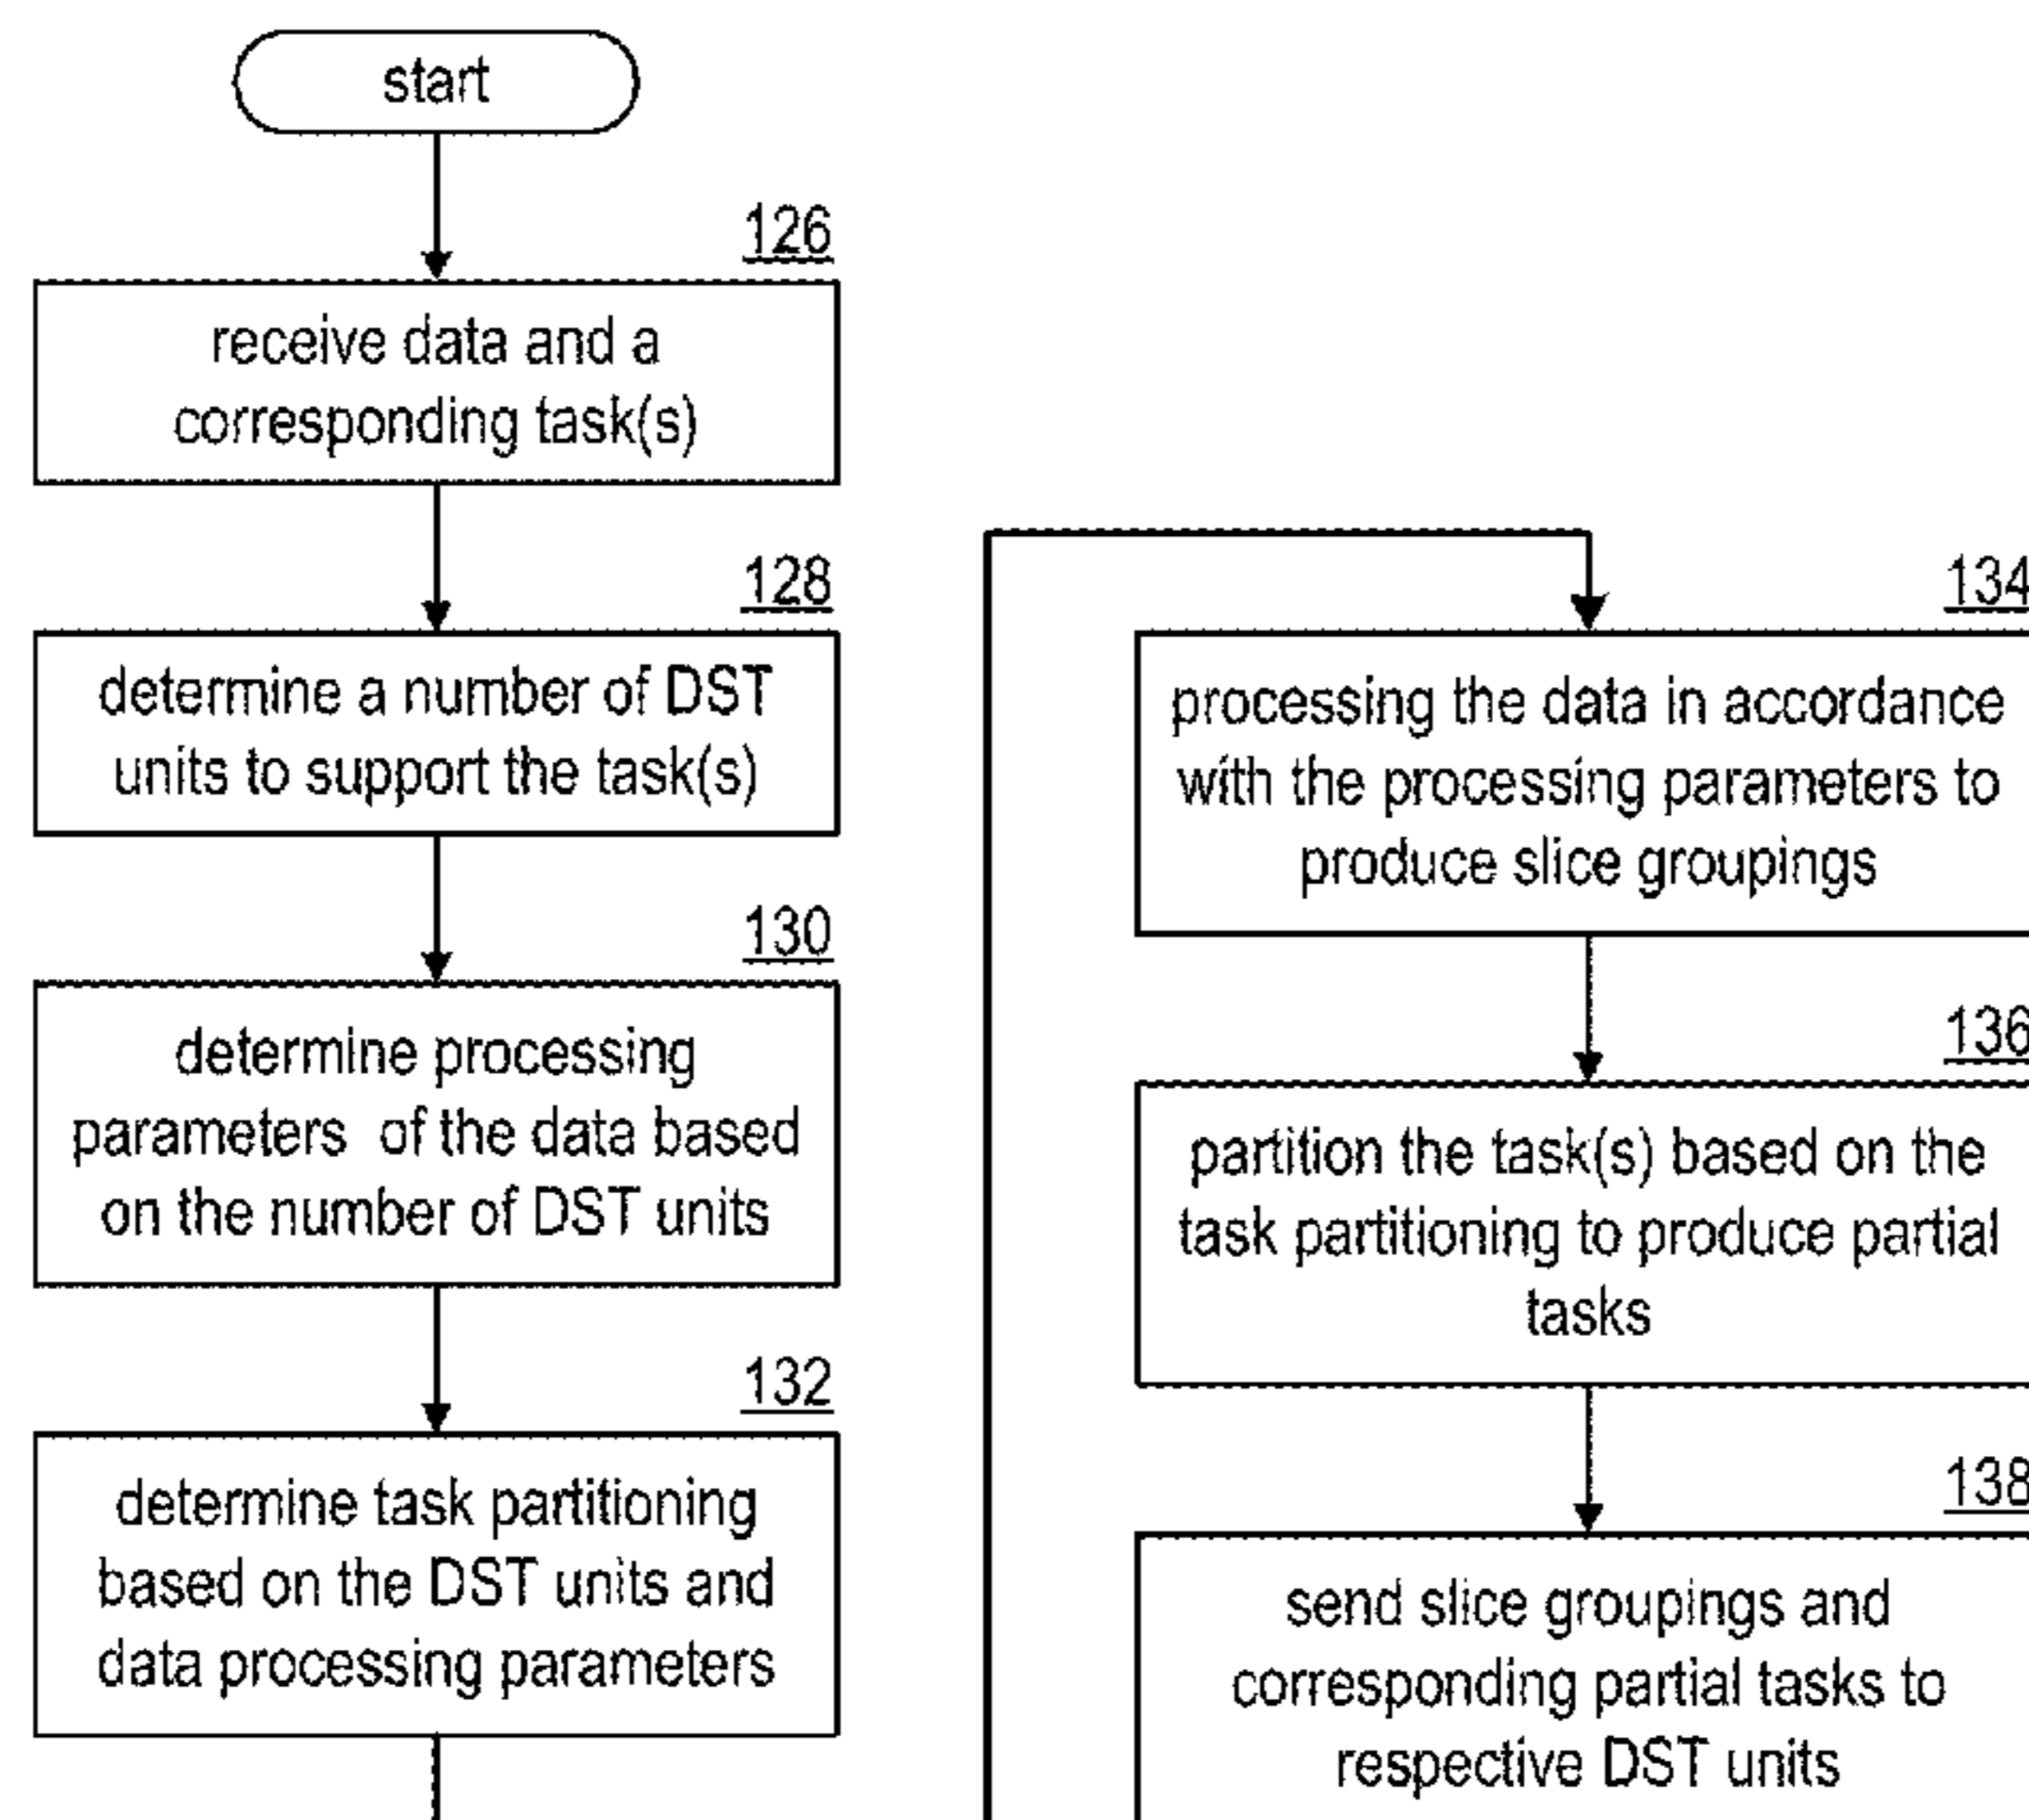 start
126
receive data and a
corresponding task(s)
128
determine a number of DST
units to support the task(s)
130
determine processing
parameters of the data based
on the number of DST units
132
determine task partitioning
based on the DST units and
data processing parameters
134
processing the data in accordance
with the processing parameters to
produce slice groupings
136
partition the task(s) based on the
task partitioning to produce partial
tasks
138
send slice groupings and
corresponding partial tasks to
respective DST units